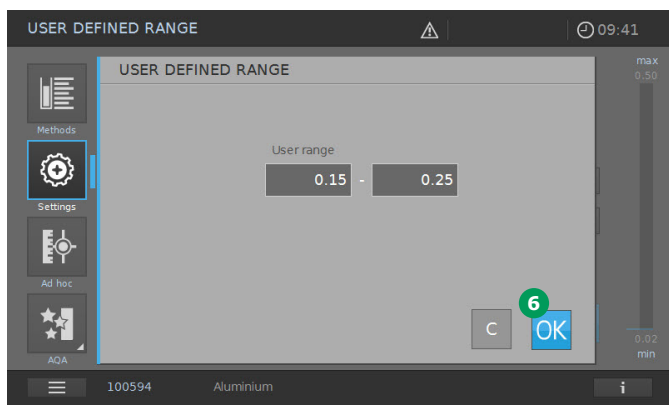 USER DEFINED RANGE
09:41
Methods
Settings
Ad hoc
AQA
USER DEFINED RANGE
User range
0.15 - 0.25
C
6
OK
max
0.50
0.02
min
100594 Aluminium
i